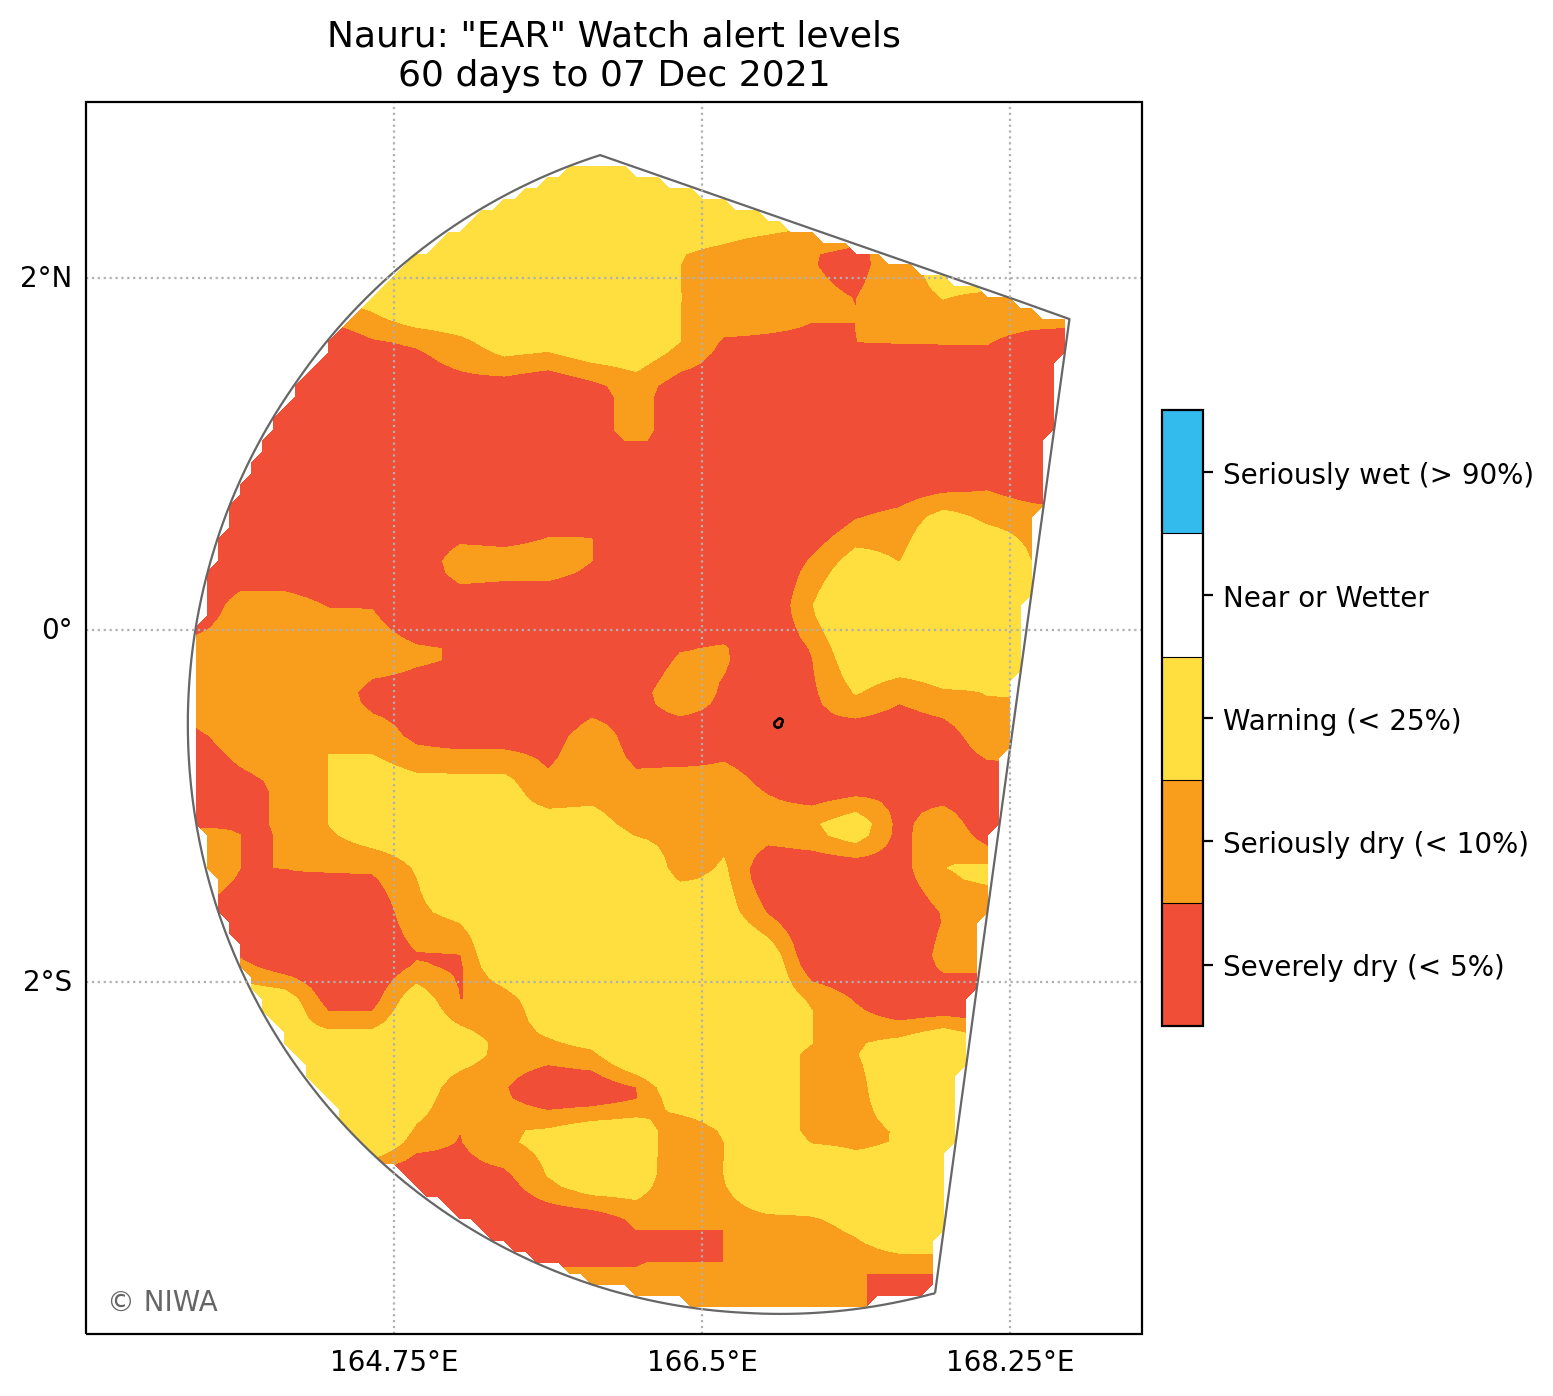 Nauru: "EAR" Watch alert levels
60 days to 07 Dec 2021
2°N
0°
2°S
164.75°E
166.5°E
168.25°E
Seriously wet (> 90%)
Near or Wetter
Warning (< 25%)
Seriously dry (< 10%)
Severely dry (< 5%)
© NIWA